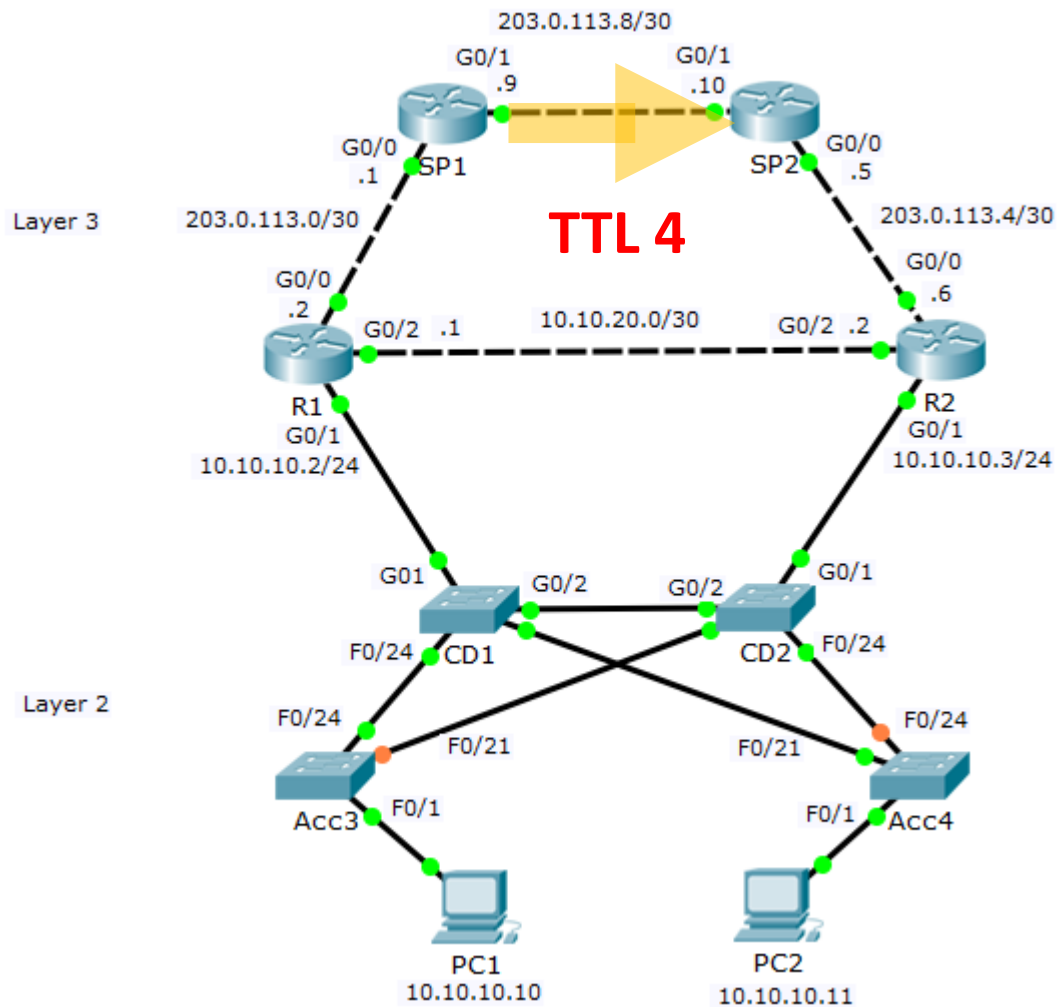 203.0.113.8/30
G0/1
G0/1
.9
.10
G0/0
G0/0
.1
SP1
SP2
.5
Layer 3
203.0.113.0/30
TTL 4
203.0.113.4/30
G0/0
G0/0
.2
.6
G0/2
.1
10.10.20.0/30
G0/2
.2
R1
R2
G0/1
G0/1
10.10.10.2/24
10.10.10.3/24
G01
G0/2
G0/2
G0/1
CD1
CD2
F0/24
F0/24
Layer 2
F0/24
F0/24
F0/21
F0/21
Acc3
F0/1
F0/1
Acc4
PC1
PC2
10.10.10.10
10.10.10.11